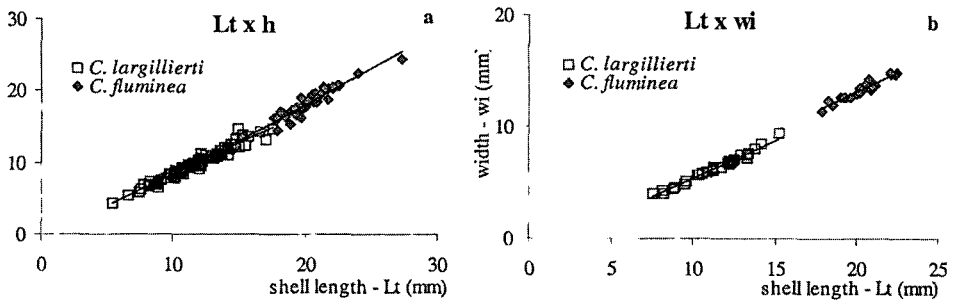 Lt x h
a
30
20
10
0
□ C. largillierti
◆ C. fluminea
0 10 20 30
shell length - Lt (mm)
Lt x wi
b
20
10
0
width - wi (mm)
□ C. largillierti
◆ C. fluminea
0 5 10 15 20 25
shell length - Lt (mm)